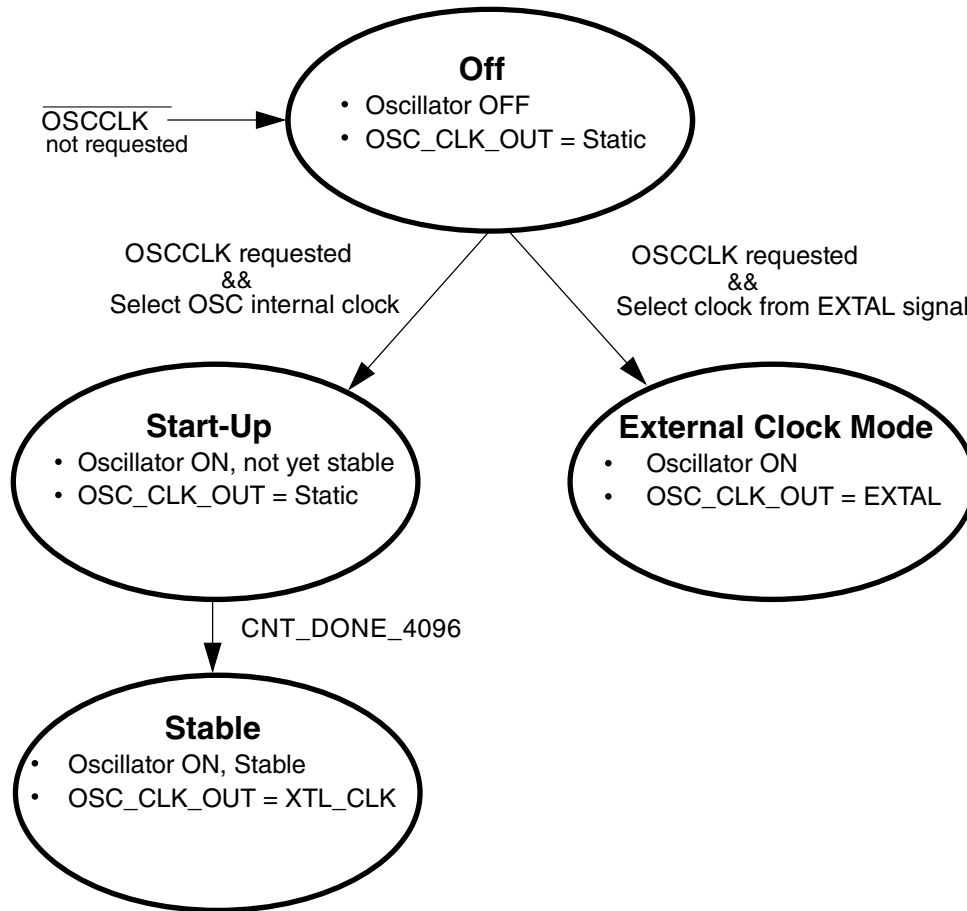 Off
• Oscillator OFF
• OSC_CLK_OUT = Static
OSCCLK
not requested
OSCCLK requested
&&
Select OSC internal clock
OSCCLK requested
&&
Select clock from EXTAL signal
Start-Up
• Oscillator ON, not yet stable
• OSC_CLK_OUT = Static
External Clock Mode
• Oscillator ON
• OSC_CLK_OUT = EXTAL
CNT_DONE_4096
Stable
• Oscillator ON, Stable
• OSC_CLK_OUT = XTL_CLK